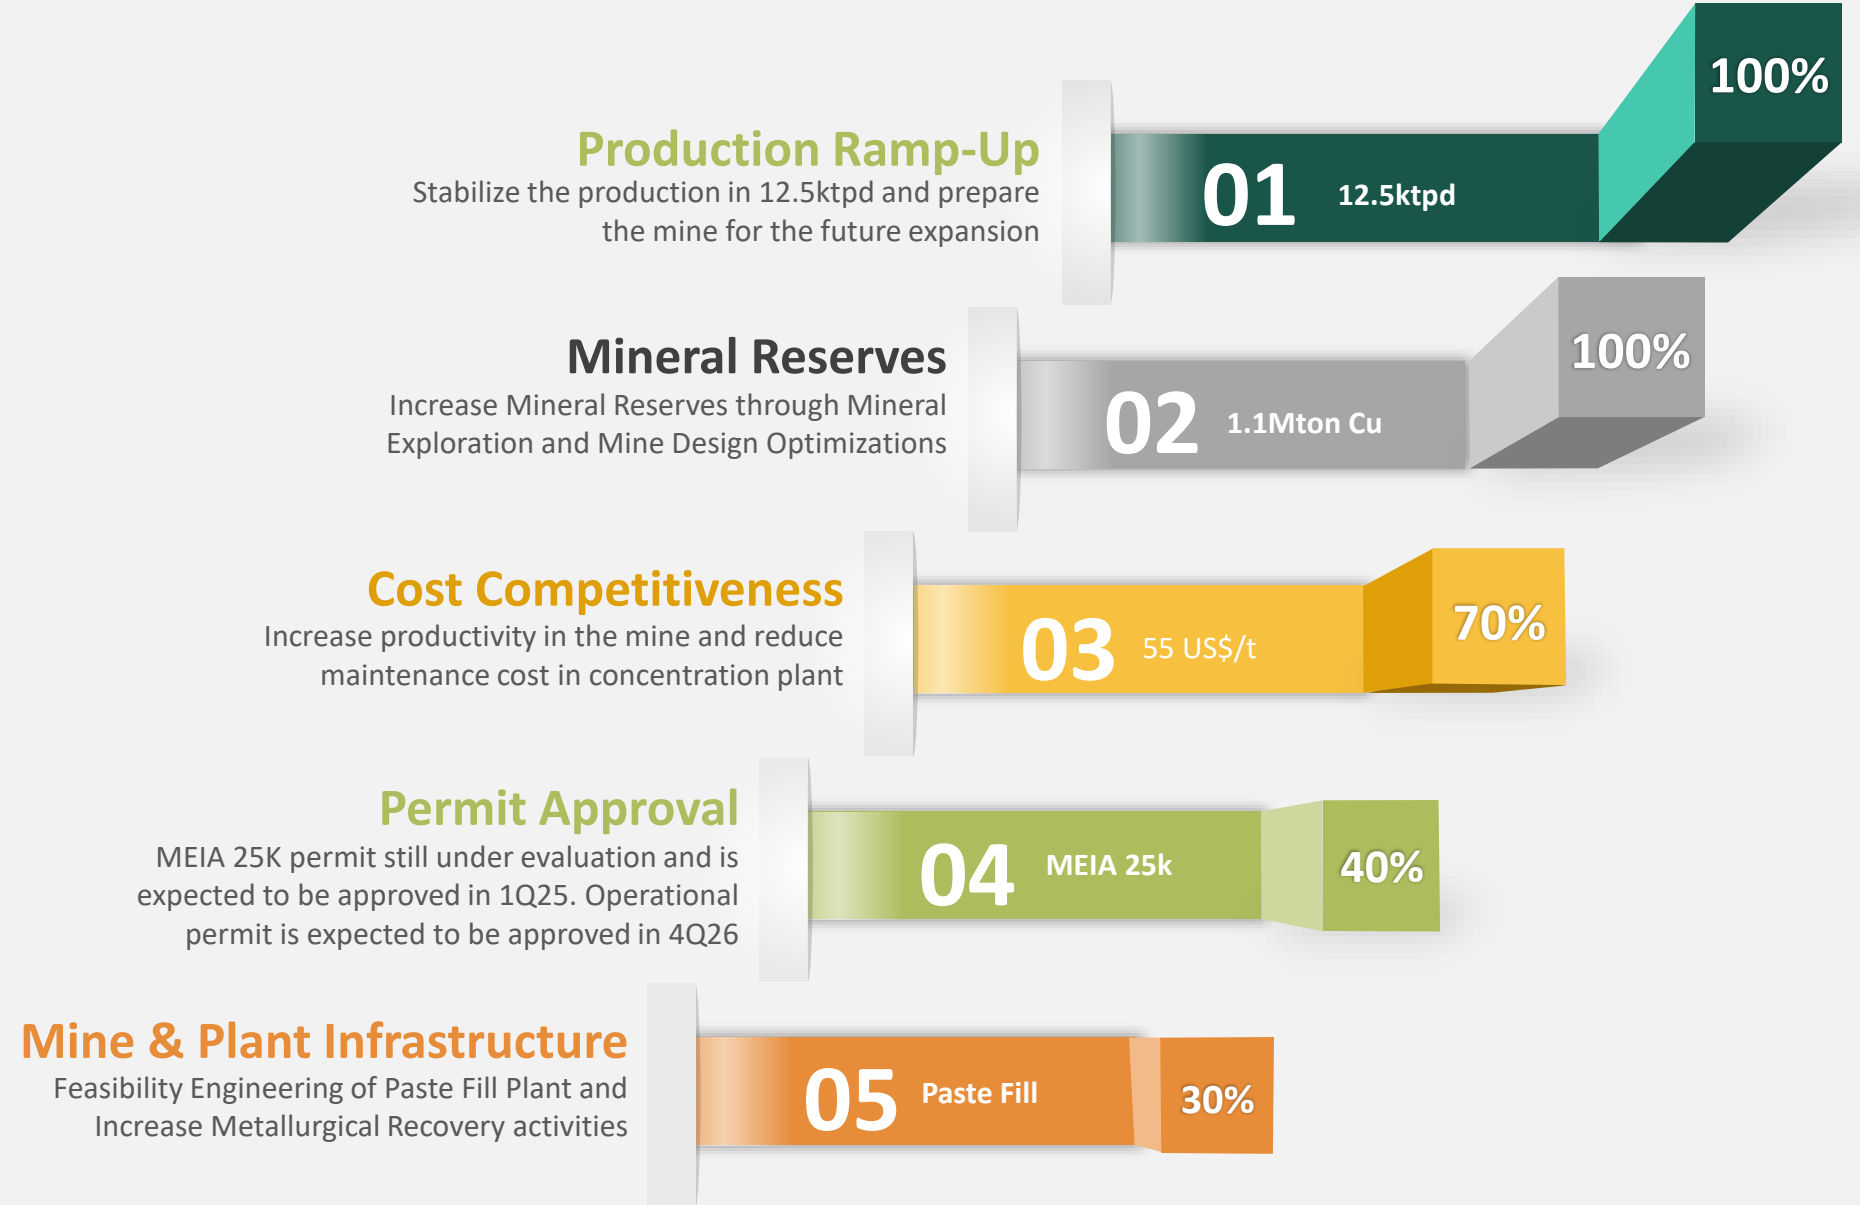 Production Ramp-Up
Stabilize the production in 12.5ktpd and prepare
the mine for the future expansion
01
12.5ktpd
100%
Mineral Reserves
Increase Mineral Reserves through Mineral
Exploration and Mine Design Optimizations
02
1.1Mton Cu
100%
Cost Competitiveness
Increase productivity in the mine and reduce
maintenance cost in concentration plant
03
55 US$/t
70%
Permit Approval
MEIA 25K permit still under evaluation and is
expected to be approved in 1Q25. Operational
permit is expected to be approved in 4Q26
04
MEIA 25k
40%
Mine & Plant Infrastructure
Feasibility Engineering of Paste Fill Plant and
Increase Metallurgical Recovery activities
05
Paste Fill
30%